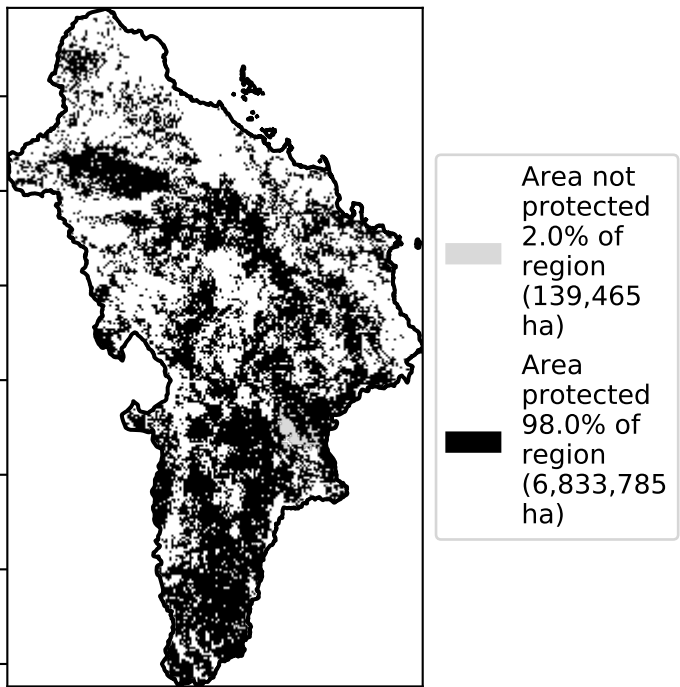 Area not
protected
2.0% of
region
(139,465
ha)
Area
protected
98.0% of
region
(6,833,785
ha)